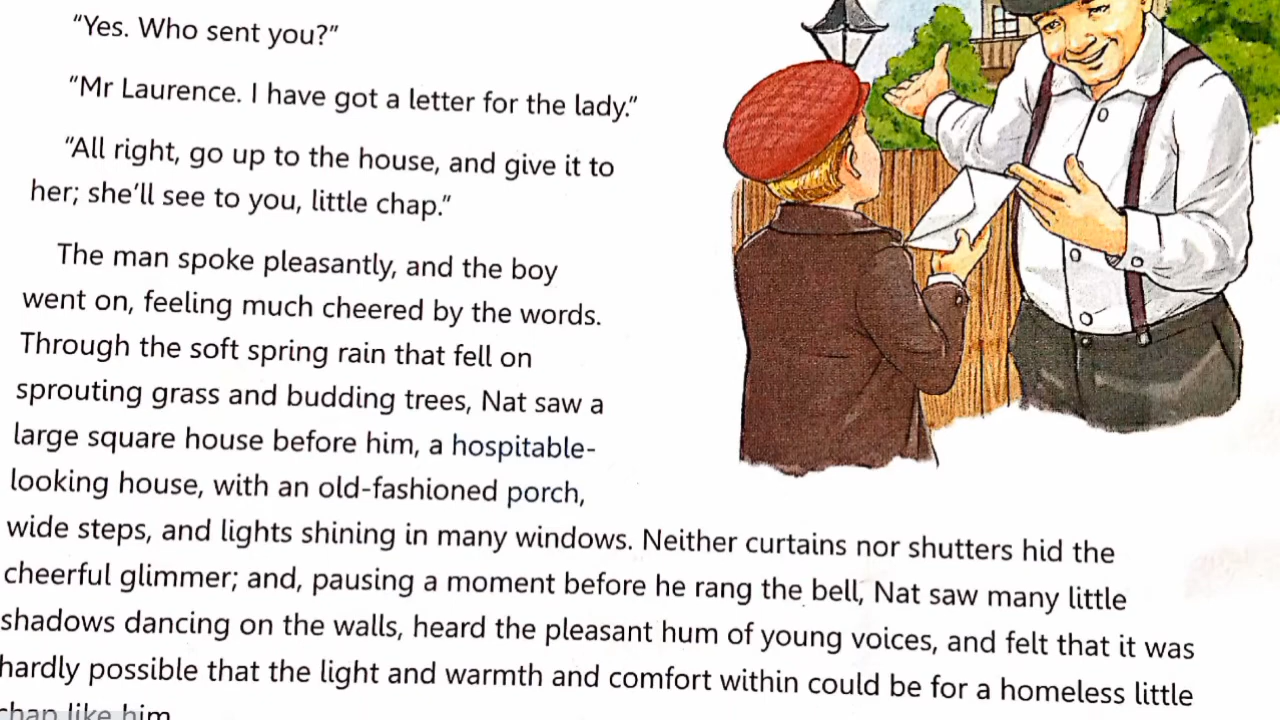 “Yes. Who sent you?”
“Mr Laurence. I have got a letter for the lady.”
“All right, go up to the house, and give it to
her; she’ll see to you, little chap.”
The man spoke pleasantly, and the boy
went on, feeling much cheered by the words.
Through the soft spring rain that fell on
sprouting grass and budding trees, Nat saw a
large square house before him, a hospitable-
looking house, with an old-fashioned porch,
wide steps, and lights shining in many windows. Neither curtains nor shutters hid the
cheerful glimmer; and, pausing a moment before he rang the bell, Nat saw many little
shadows dancing on the walls, heard the pleasant hum of young voices, and felt that it was
hardly possible that the light and warmth and comfort within could be for a homeless little
chap like him